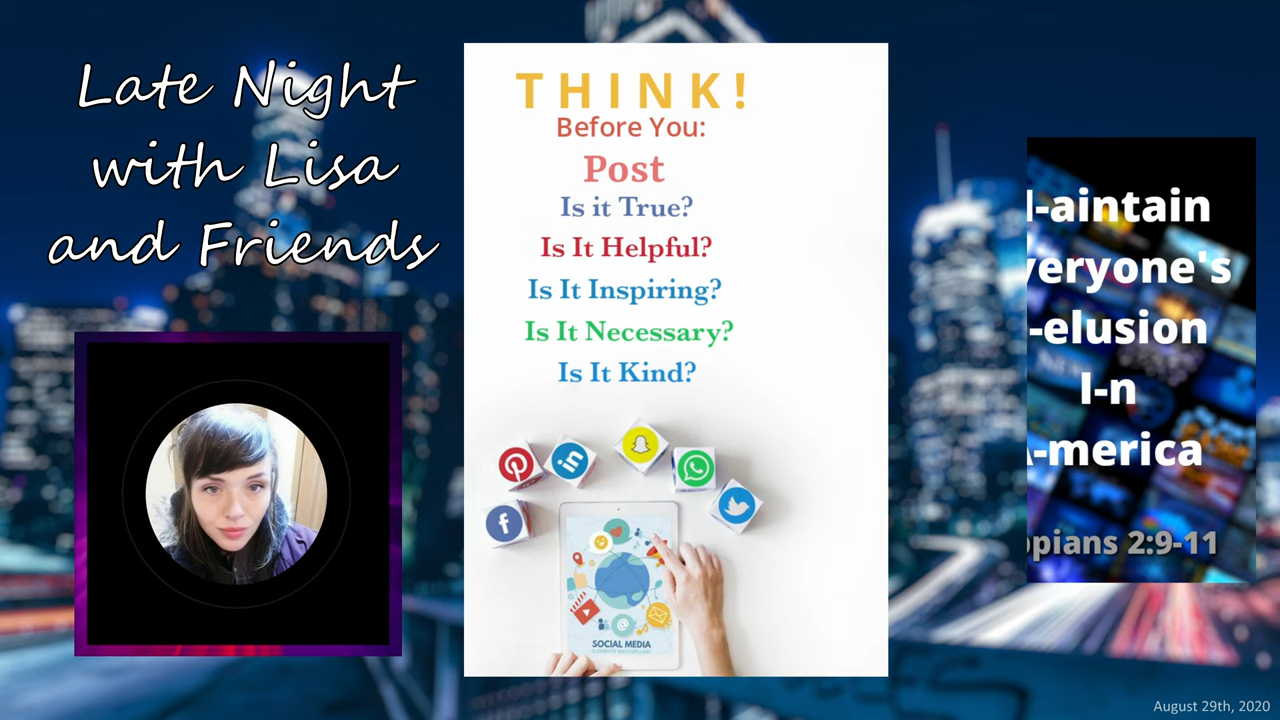 Late Night
with Lisa
and Friends
THINK!
Before You:
Post
Is it True?
Is It Helpful?
Is It Inspiring?
Is It Necessary?
Is It Kind?
SOCIAL MEDIA
-aintain
veryone's
-elusion
I-n
-merica
ppians 2:9-11
August 29th, 2020